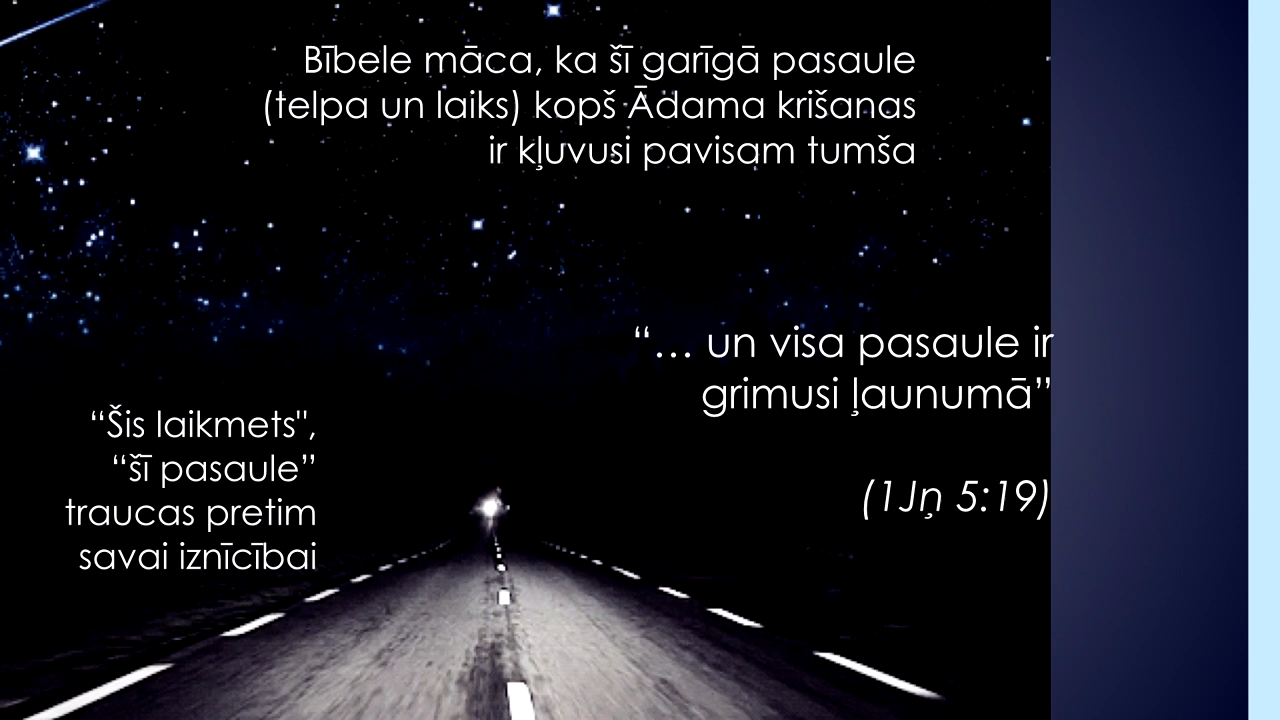 Bībele māca, ka šī garīgā pasaule
(telpa un laiks) kopš Ādama krišanas
ir kļuvusi pavisam tumša
“… un visa pasaule ir
grimusi ļaunumā”
(1Jņ 5:19)
“Šis laikmets",
“šī pasaule”
traucas pretim
savai iznīcībai